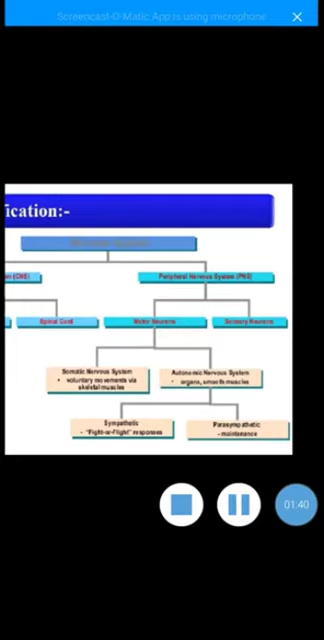 Screencast-O-Matic App is using microphone ...
ication:-
(CNS)
Peripheral Nervous System (PNS)
Spinal Cord
Motor Neurons
Sensory Neurons
Somatic Nervous System
• voluntary movements via
skeletal muscles
Autonomic Nervous System
- organs, smooth muscles
Sympathetic
- "Fight-or-Flight" responses
Parasympathetic
- maintenance
01:40